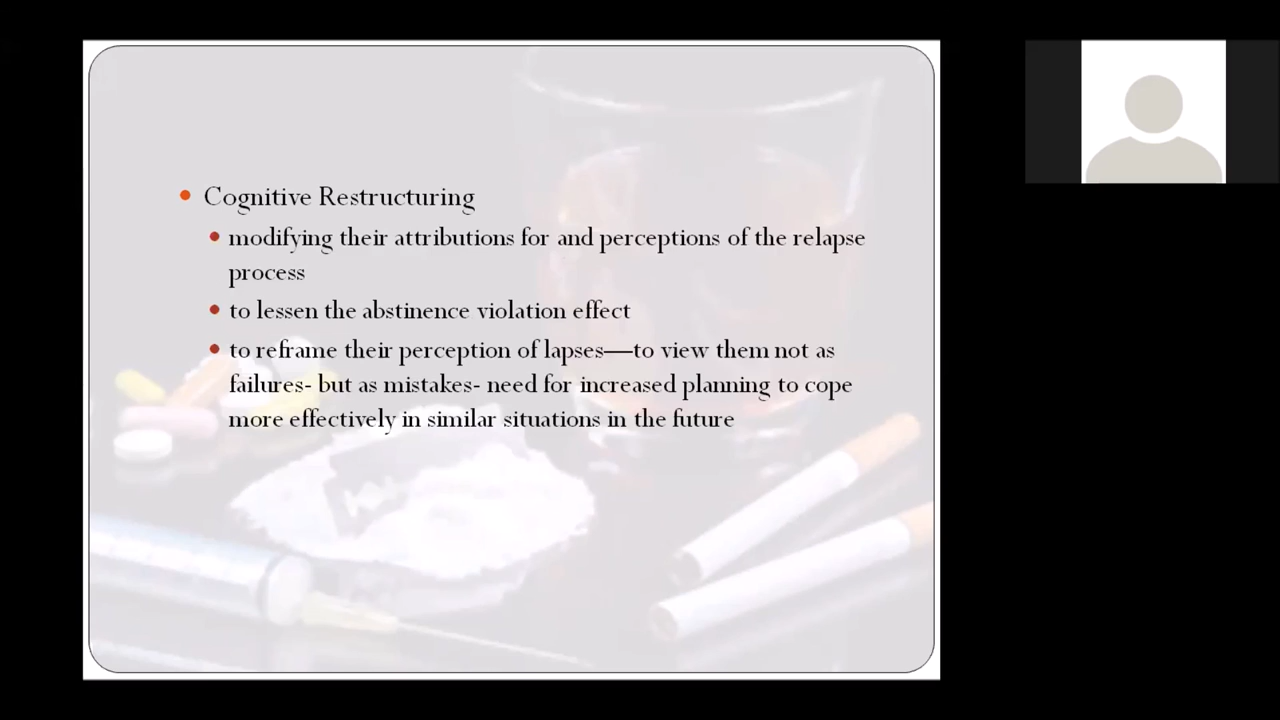 Cognitive Restructuring
modifying their attributions for and perceptions of the relapse
process
to lessen the abstinence violation effect
to reframe their perception of lapses—to view them not as
failures- but as mistakes- need for increased planning to cope
more effectively in similar situations in the future